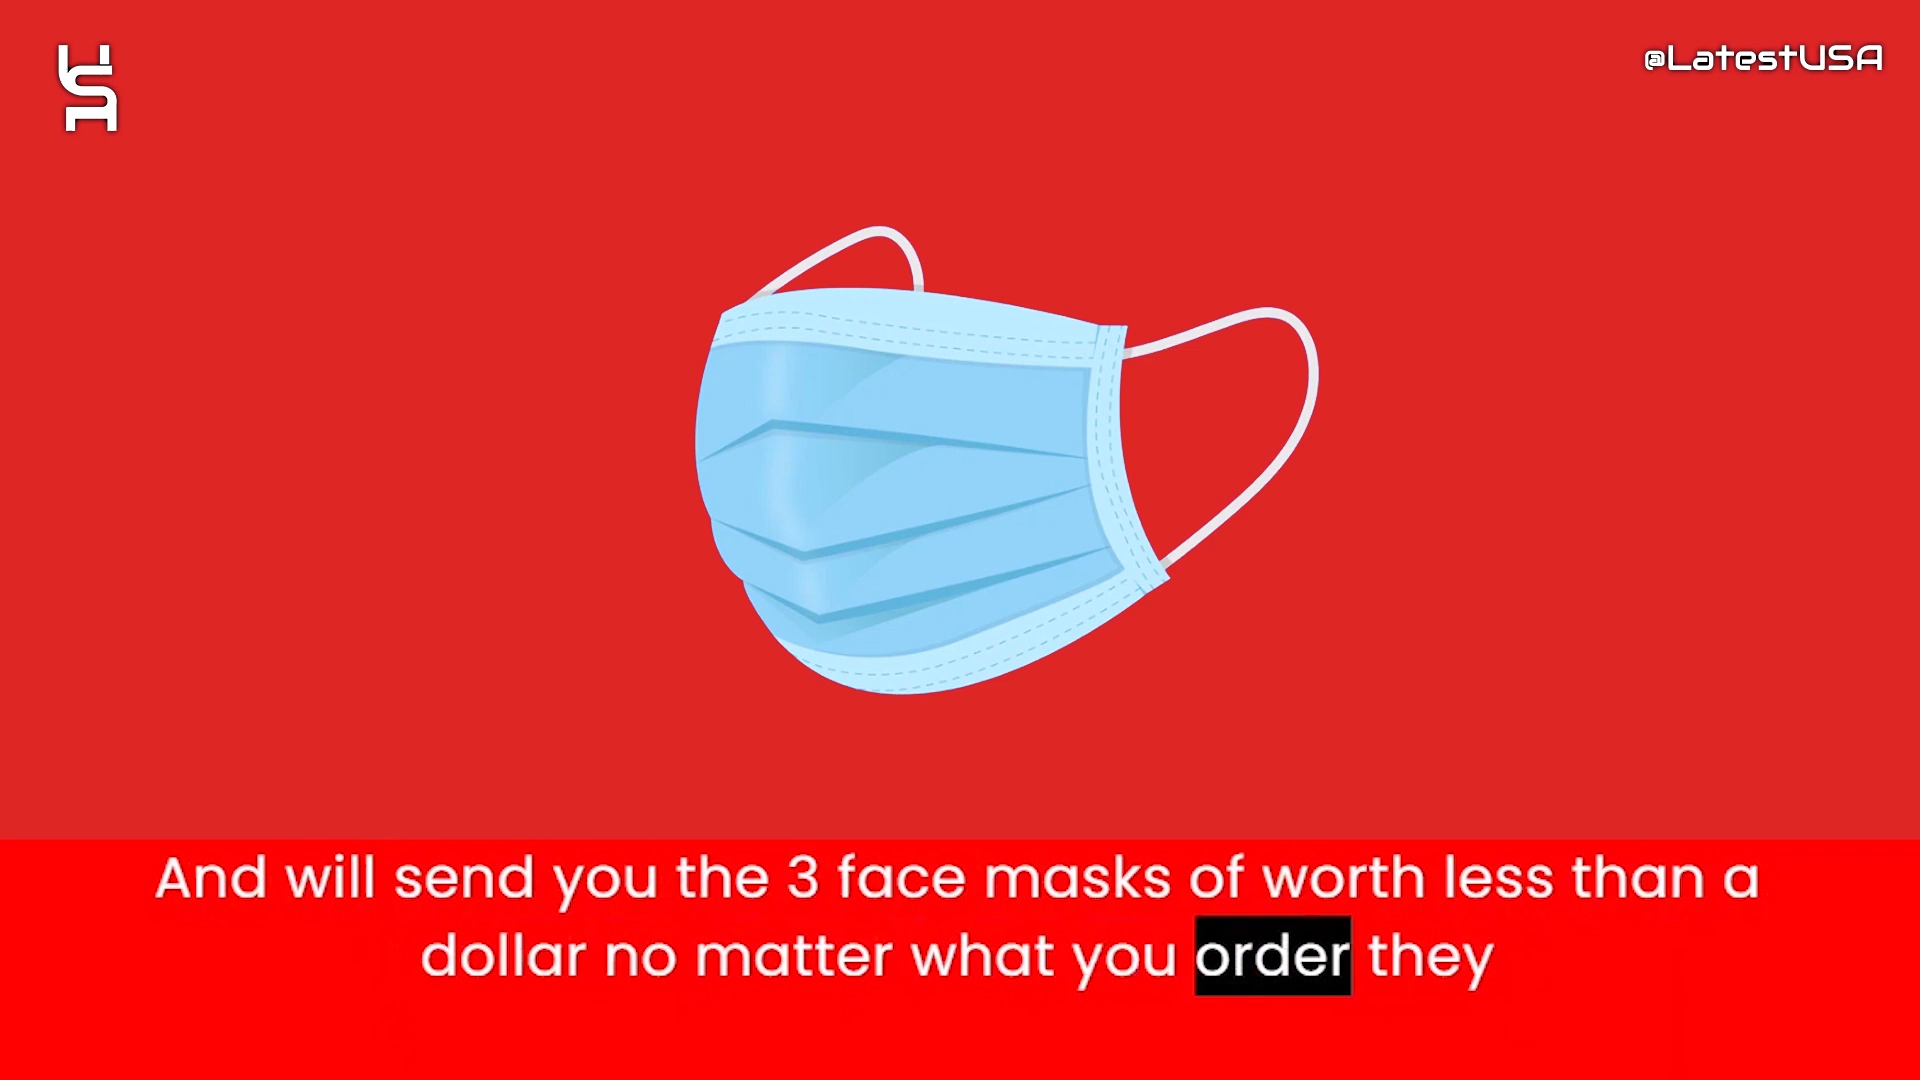 USA
@LatestUSA
And will send you the 3 face masks of worth less than a
dollar no matter what you order they